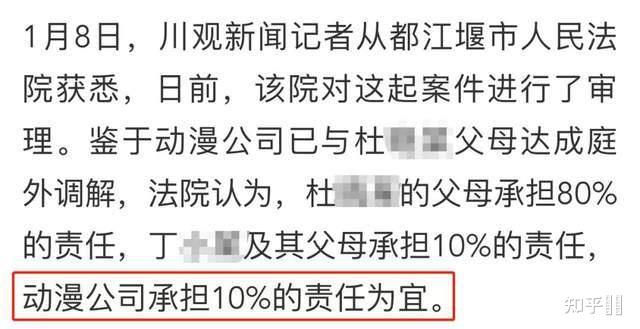 1月8日，川观新闻记者从都江堰市人民法
院获悉，日前，该院对这起案件进行了审
理。鉴于动漫公司已与杜父母达成庭
外调解，法院认为，杜的父母承担80%
的责任，丁及其父母承担10%的责任，
动漫公司承担10%的责任为宜。
知乎